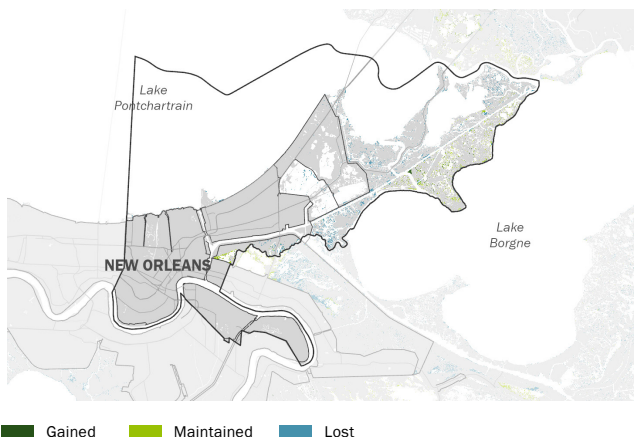 Lake
Pontchartrain
Lake
Borgne
NEW ORLEANS
Gained
Maintained
Lost